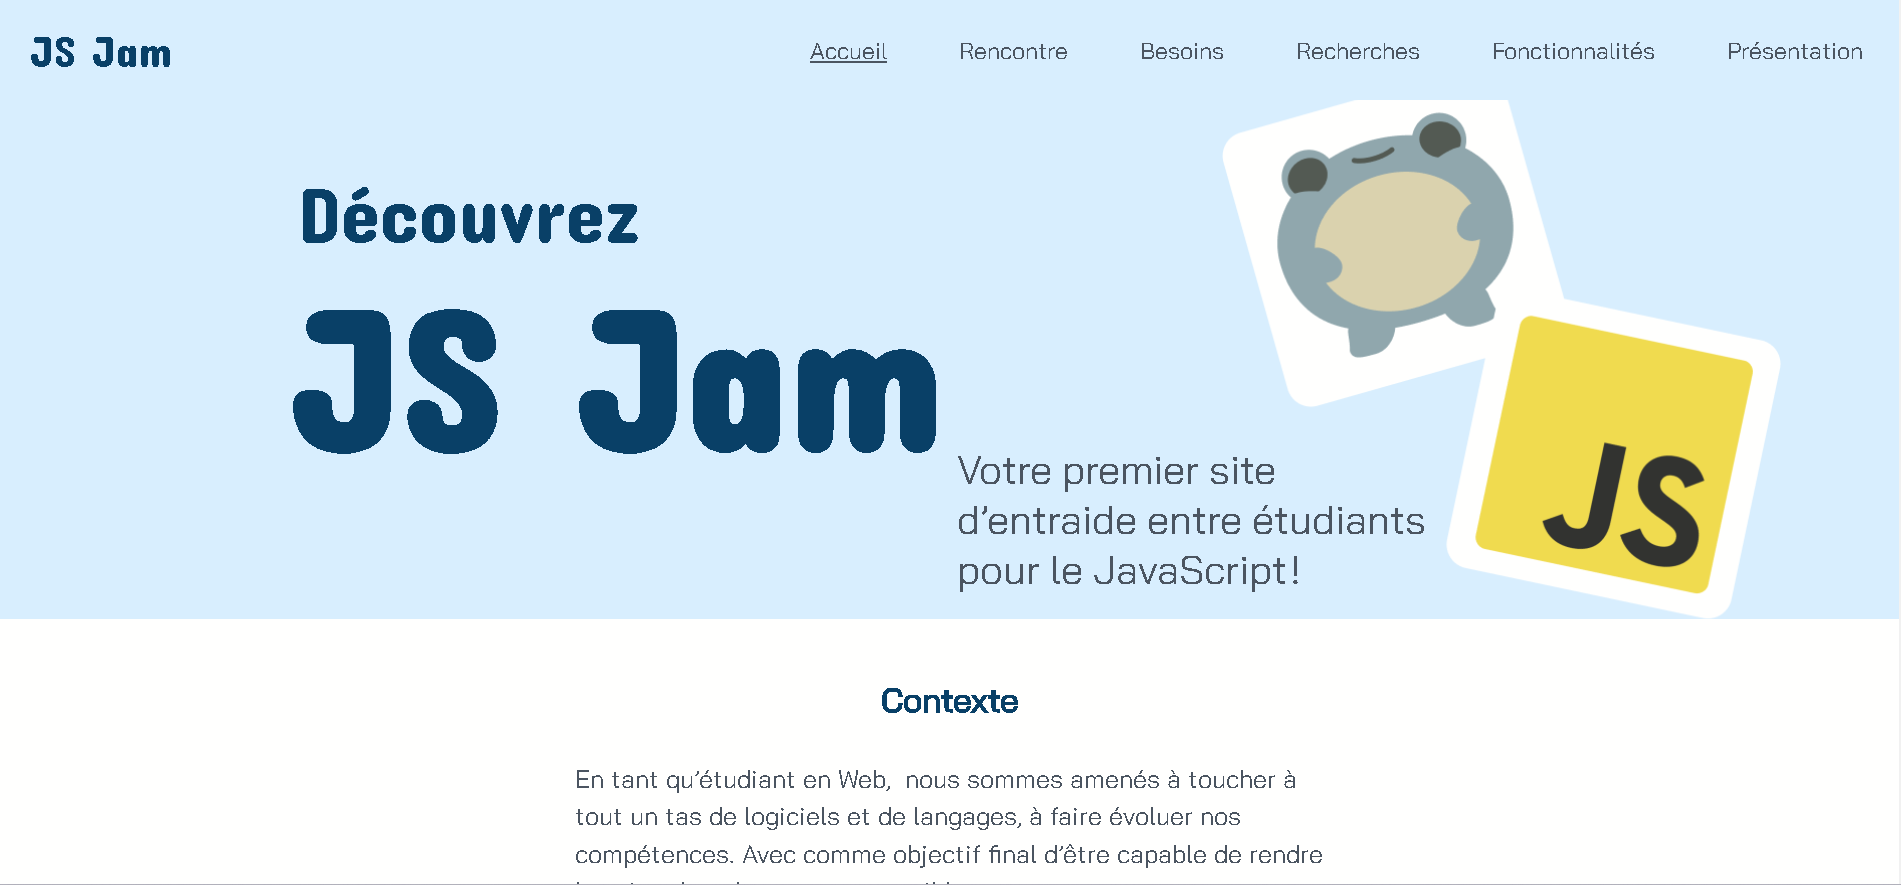 JS Jam
Accueil Rencontre Besoins Recherches Fonctionnalités Présentation
Découvrez
JS Jam
Votre premier site
d’entraide entre étudiants
pour le JavaScript!
JS
Contexte
En tant qu’étudiant en Web, nous sommes amenés à toucher à
tout un tas de logiciels et de langages, à faire évoluer nos
compétences. Avec comme objectif final d’être capable de rendre